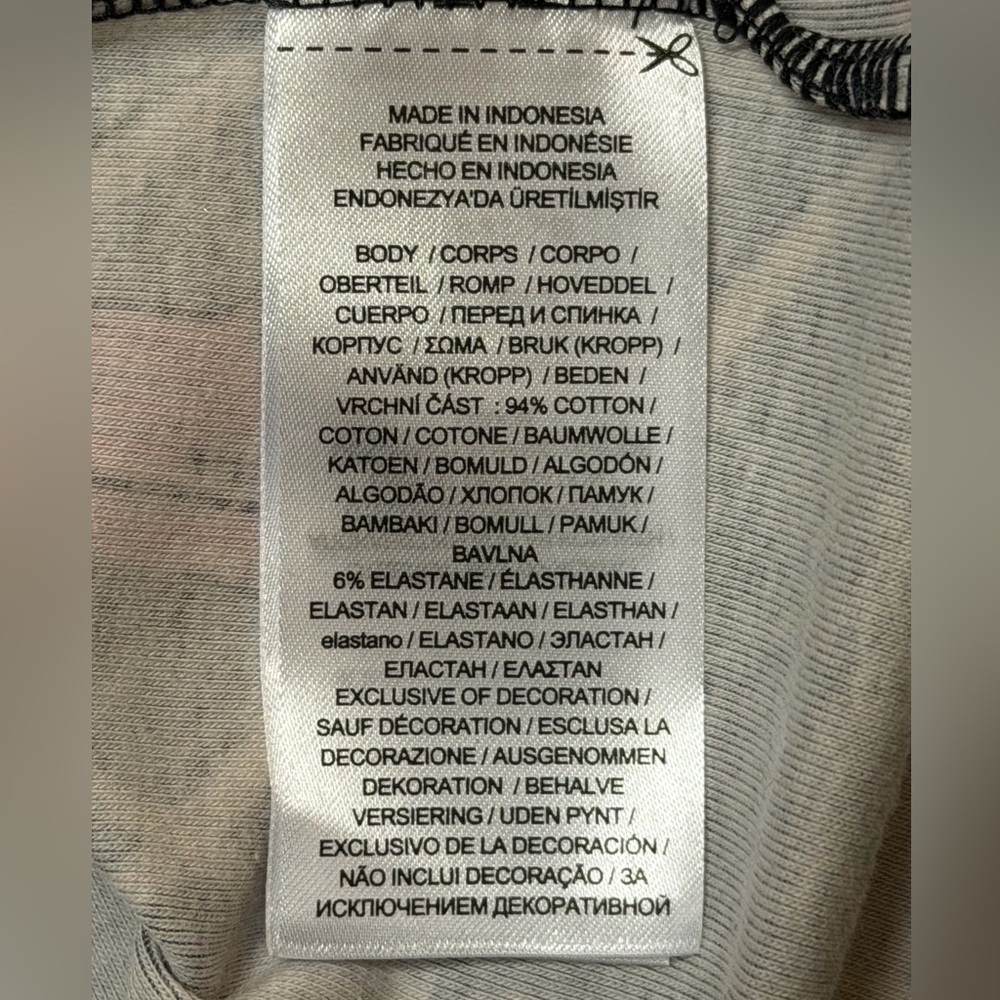 MADE IN INDONESIA
FABRIQUÉ EN INDONÉSIE
HECHO EN INDONESIA
ENDONEZYA'DA ÜRETİLMİŞTİR
BODY / CORPS / CORPO /
OBERTEIL / ROMP / HOVEDDEL /
CUERPO / ПЕРЕД И СПИНКА /
КОРПУС / ΣΩΜΑ / BRUK (KROPP) /
ANVÄND (KROPP) / BEDEN /
VRCHNÍ ČÁST : 94% COTTON /
COTON / COTONE / BAUMWOLLE /
KATOEN / BOMULD / ALGODÓN /
ALGODÃO / ХЛОПОК / ПАМУК /
BAMBAKI / BOMULL / PAMUK /
BAVLNA
6% ELASTANE / ÉLASTHANNE /
ELASTAN / ELASTAAN / ELASTHAN /
elastano / ELASTANO / ЭЛАСТАН /
ЕЛАСТАН / ΕΛΑΣΤΑΝ
EXCLUSIVE OF DECORATION /
SAUF DÉCORATION / ESCLUSA LA
DECORAZIONE / AUSGENOMMEN
DEKORATION / BEHALVE
VERSIERING / UDEN PYNT /
EXCLUSIVO DE LA DECORACIÓN /
NÃO INCLUI DECORAÇÃO / ЗА
ИСКЛЮЧЕНИЕМ ДЕКОРАТИВНОЙ